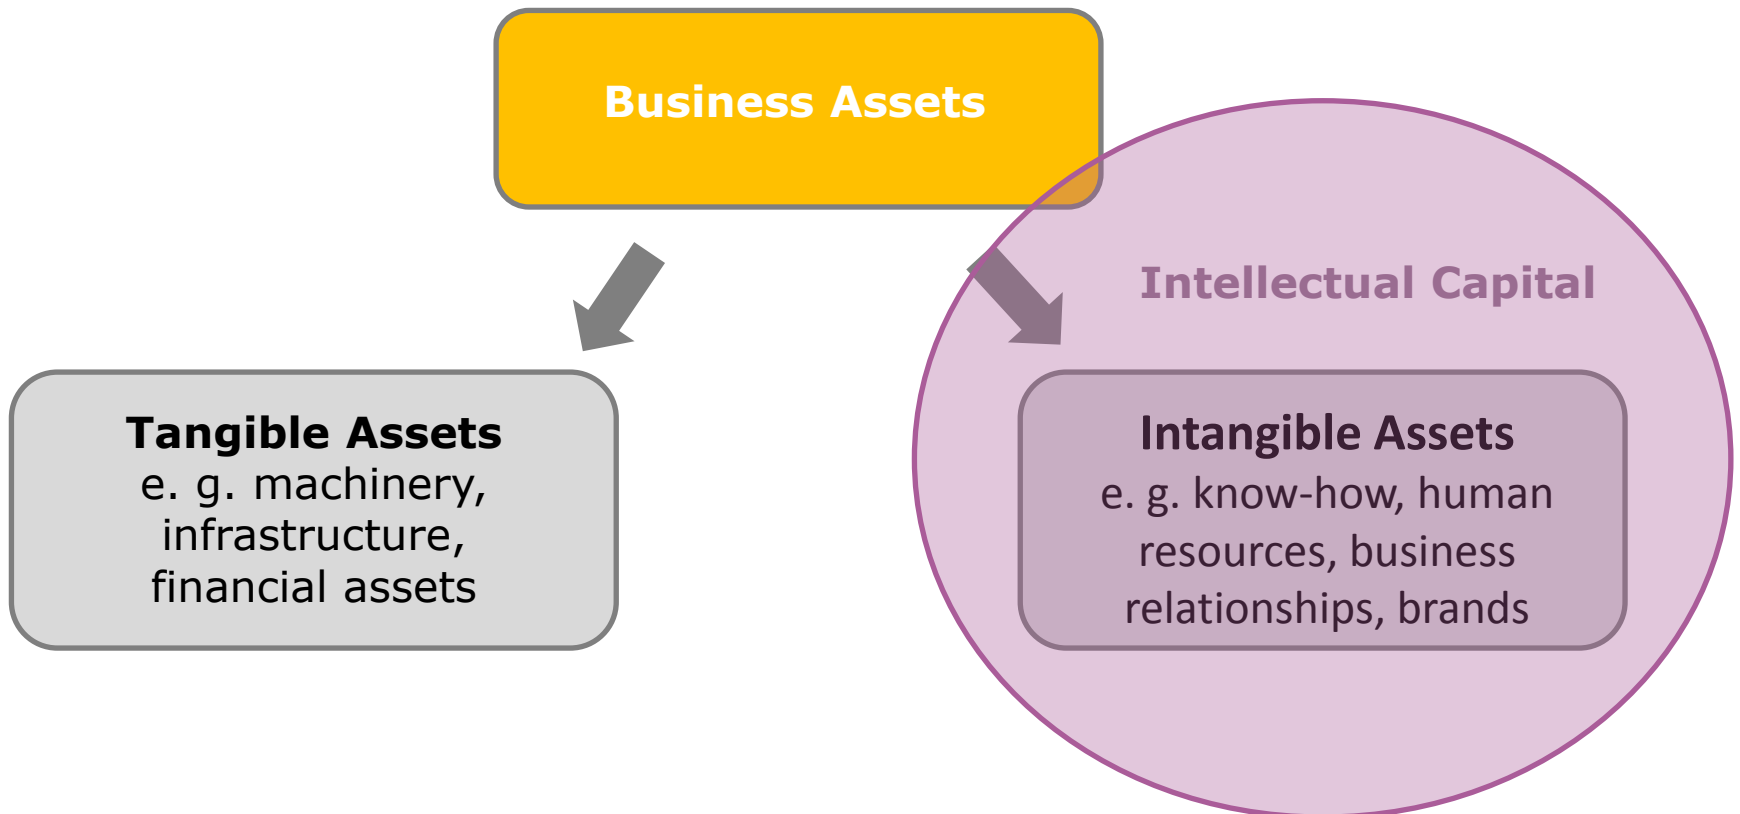 Business Assets
Intellectual Capital
Tangible Assets
e. g. machinery,
infrastructure,
financial assets
Intangible Assets
e. g. know-how, human
resources, business
relationships, brands